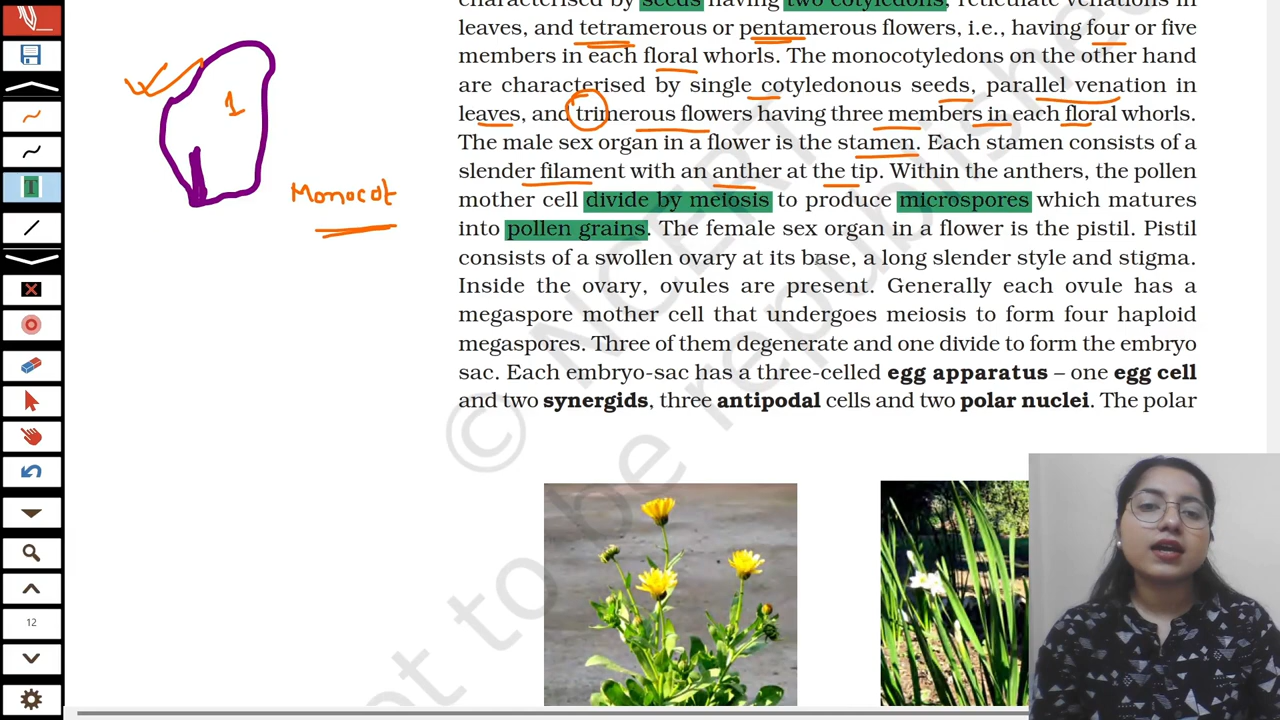 characterised by seeds having two cotyledons, reticulate venations in
leaves, and tetramerous or pentamerous flowers, i.e., having four or five
members in each floral whorls. The monocotyledons on the other hand
are characterised by single cotyledonous seeds, parallel venation in
leaves, and trimerous flowers having three members in each floral whorls.
The male sex organ in a flower is the stamen. Each stamen consists of a
slender filament with an anther at the tip. Within the anthers, the pollen
mother cell divide by meiosis to produce microspores which matures
into pollen grains. The female sex organ in a flower is the pistil. Pistil
consists of a swollen ovary at its base, a long slender style and stigma.
Inside the ovary, ovules are present. Generally each ovule has a
megaspore mother cell that undergoes meiosis to form four haploid
megaspores. Three of them degenerate and one divide to form the embryo
sac. Each embryo-sac has a three-celled egg apparatus – one egg cell
and two synergids, three antipodal cells and two polar nuclei. The polar
1
Monocot
© NCERT
not to be republished
T
12